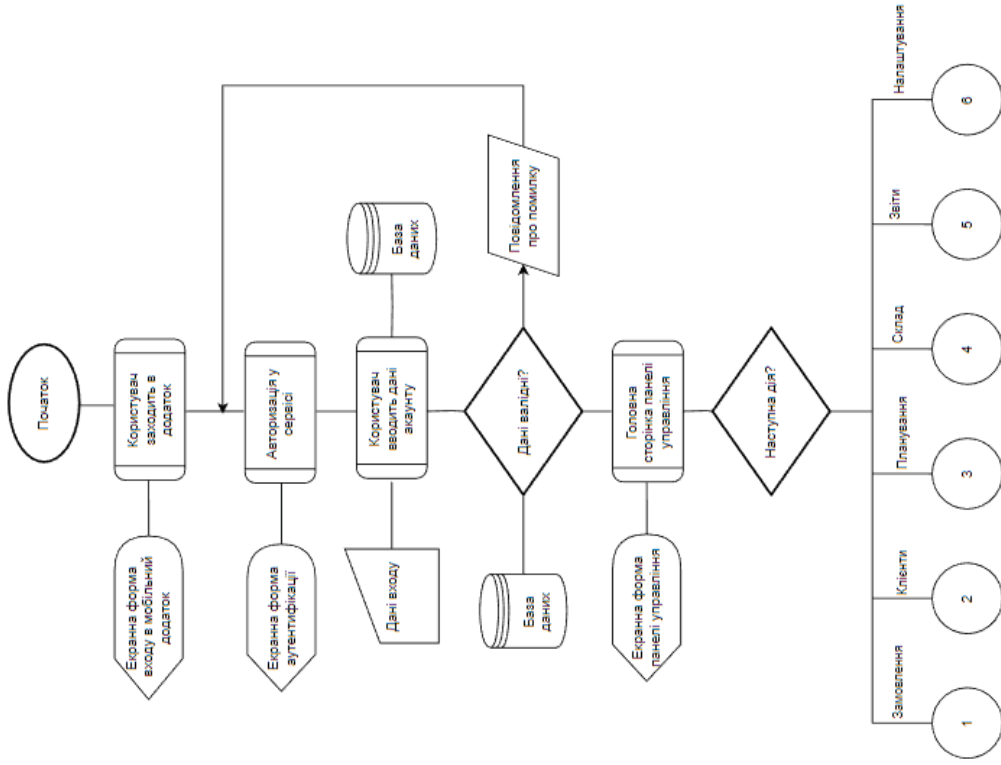 Початок
Користувач
заходить в
додаток
Екранна форма
входу в мобільний
додаток
Авторизація у
сервісі
Екранна форма
аутентифікації
Користувач
вводить дані
акаунту
База
даних
Дані входу
Дані валідні?
Повідомлення
про помилку
База
даних
Головна
сторінка панелі
управління
Екранна форма
панелі управління
Наступна дія?
Замовлення
Клієнти
Планування
Склад
Звіти
Налаштування
1
2
3
4
5
6